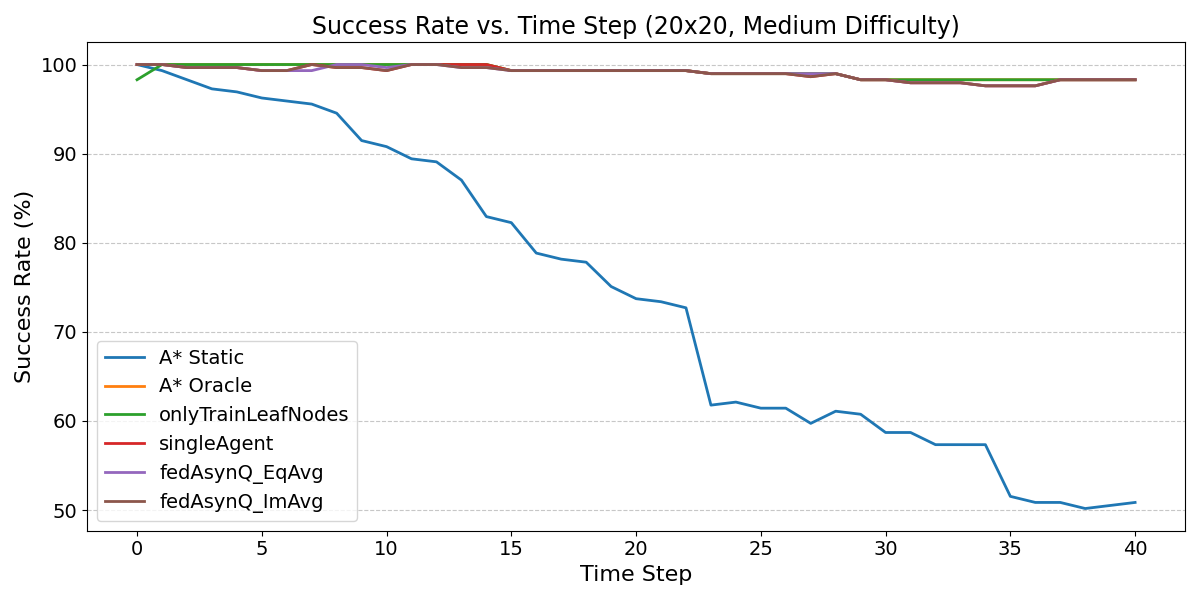 Success Rate vs. Time Step (20x20, Medium Difficulty)
Success Rate (%)
100
90
80
70
60
50
A* Static
A* Oracle
onlyTrainLeafNodes
singleAgent
fedAsynQ_EqAvg
fedAsynQ_ImAvg
0 5 10 15 20 25 30 35 40
Time Step